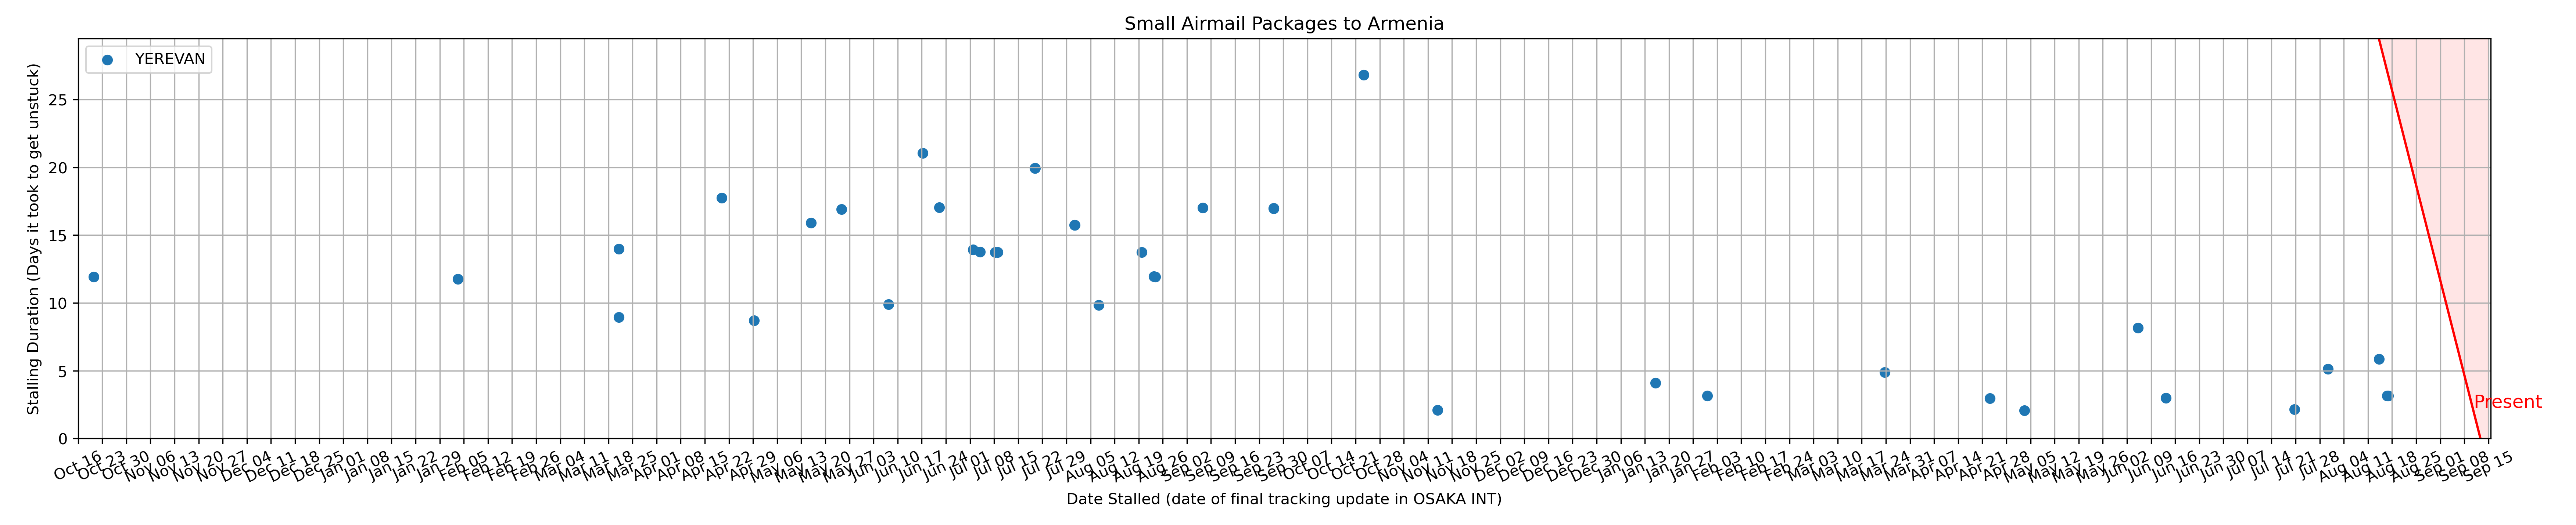 Small Airmail Packages to Armenia
YEREVAN
Stalling Duration (Days it took to get unstuck)
25
20
15
10
5
0
Present
Oct 16
Oct 23
Oct 30
Nov 06
Nov 13
Nov 20
Nov 27
Dec 04
Dec 11
Dec 18
Dec 25
Jan 01
Jan 08
Jan 15
Jan 22
Jan 29
Feb 05
Feb 12
Feb 19
Feb 26
Mar 04
Mar 11
Mar 18
Mar 25
Apr 01
Apr 08
Apr 15
Apr 22
Apr 29
May 06
May 13
May 20
May 27
Jun 03
Jun 10
Jun 17
Jun 24
Jul 01
Jul 08
Jul 15
Jul 22
Jul 29
Aug 05
Aug 12
Aug 19
Aug 26
Sep 02
Sep 09
Sep 16
Sep 23
Sep 30
Oct 07
Oct 14
Oct 21
Oct 28
Nov 04
Nov 11
Nov 18
Nov 25
Dec 02
Dec 09
Dec 16
Dec 23
Dec 30
Jan 06
Jan 13
Jan 20
Jan 27
Feb 03
Feb 10
Feb 17
Feb 24
Mar 03
Mar 10
Mar 17
Mar 24
Mar 31
Apr 07
Apr 14
Apr 21
Apr 28
May 05
May 12
May 19
May 26
Jun 02
Jun 09
Jun 16
Jun 23
Jun 30
Jul 07
Jul 14
Jul 21
Jul 28
Aug 04
Aug 11
Aug 18
Aug 25
Sep 01
Sep 08
Sep 15
Date Stalled (date of final tracking update in OSAKA INT)